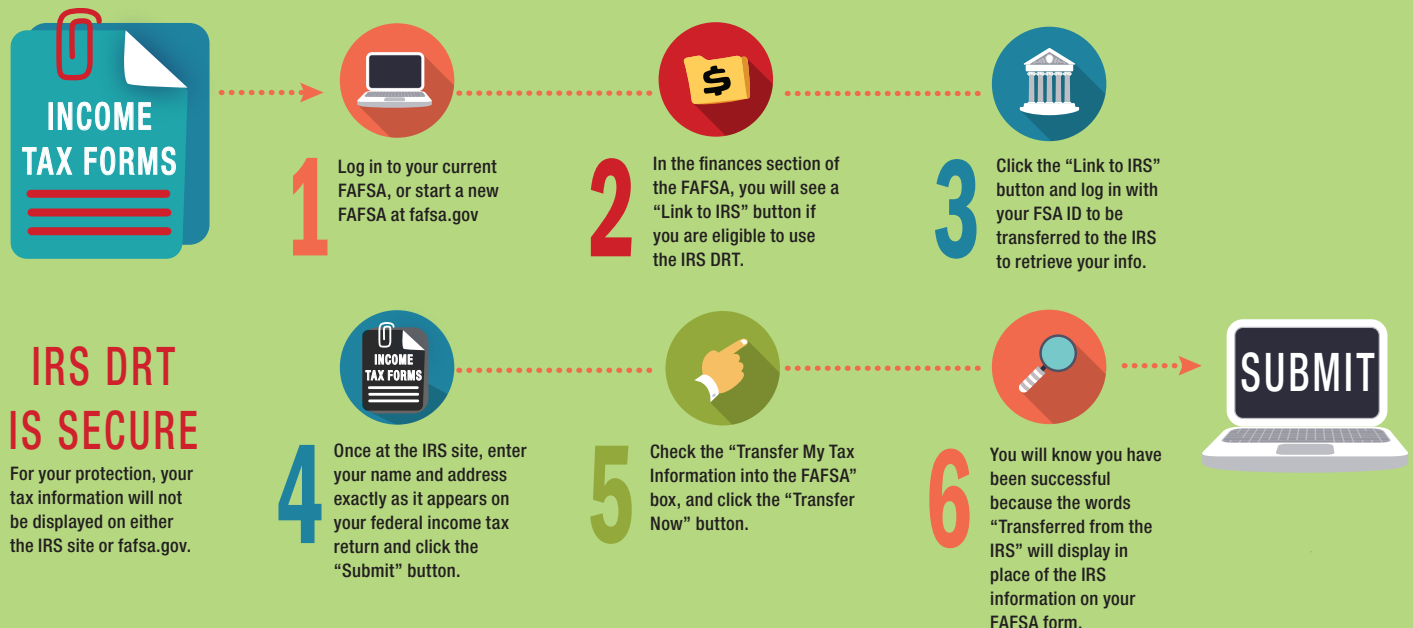 INCOME
TAX FORMS
1
Log in to your current
FAFSA, or start a new
FAFSA at fafsa.gov
2
In the finances section of
the FAFSA, you will see a
“Link to IRS” button if
you are eligible to use
the IRS DRT.
3
Click the “Link to IRS”
button and log in with
your FSA ID to be
transferred to the IRS
to retrieve your info.
IRS DRT
IS SECURE
For your protection, your
tax information will not
be displayed on either
the IRS site or fafsa.gov.
INCOME
TAX FORMS
4
Once at the IRS site, enter
your name and address
exactly as it appears on
your federal income tax
return and click the
“Submit” button.
5
Check the “Transfer My Tax
Information into the FAFSA”
box, and click the “Transfer
Now” button.
6
You will know you have
been successful
because the words
“Transferred from the
IRS” will display in
place of the IRS
information on your
FAFSA form.
SUBMIT